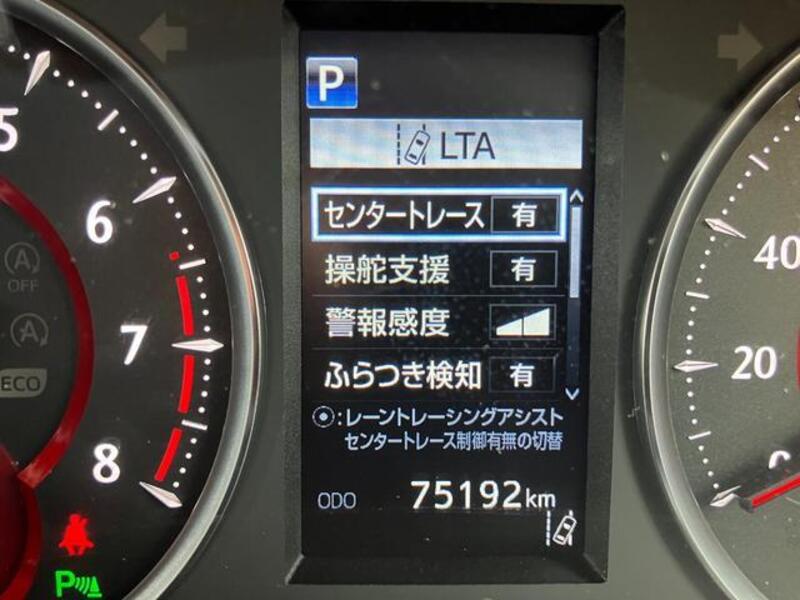 P
LTA
センタートレース 有
操舵支援 有
警報感度
ふらつき検知 有
:レーントレーシングアシスト
センタートレース制御有無の切替
ODO 75192km
5
6
7
8
A
OFF
A
ECO
P
40
20
0